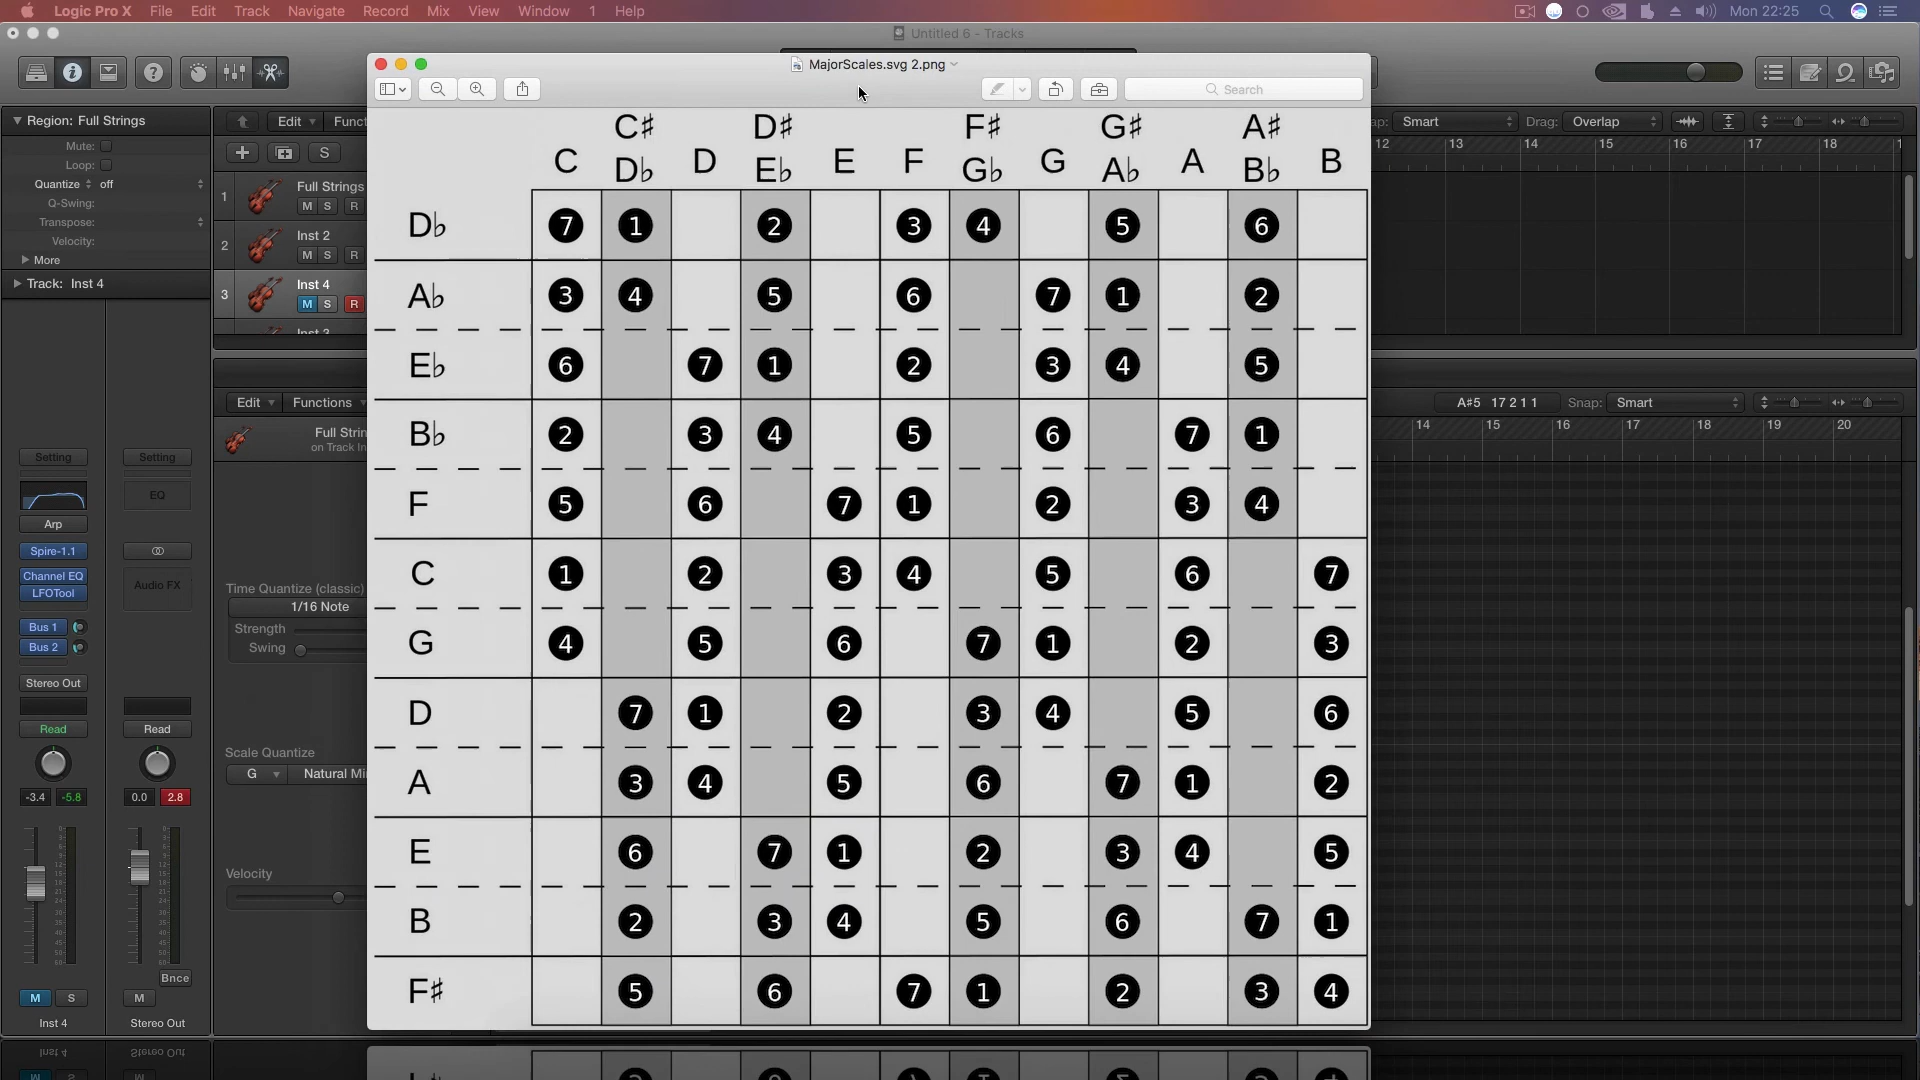 Logic Pro X File Edit Track Navigate Record Mix View Window 1 Help Mon 22:25
Untitled 6 - Tracks
MajorScales.svg 2.png
Search
Region: Full Strings
Mute:
Loop:
Quantize off
Q-Swing:
Transpose:
Velocity:
More
Track: Inst 4
Edit Funct
S
1 Full Strings
M S R
2 Inst 2
M S R
3 Inst 4
M S R
ap: Smart Drag: Overlap
12 13 14 15 16 17 18 1
C♯ D♯ F♯ G♯ A♯
C D♭ D E♭ E F G♭ G A♭ A B♭ B
D♭ 7 1 2 3 4 5 6
A♭ 3 4 5 6 7 1 2
E♭ 6 7 1 2 3 4 5
B♭ 2 3 4 5 6 7 1
F 5 6 7 1 2 3 4
C 1 2 3 4 5 6 7
G 4 5 6 7 1 2 3
D 7 1 2 3 4 5 6
A 3 4 5 6 7 1 2
E 6 7 1 2 3 4 5
B 2 3 4 5 6 7 1
F♯ 5 6 7 1 2 3 4
Edit Functions
A#5 17 2 1 1 Snap: Smart
14 15 16 17 18 19 20
Full Strin
on Track In
Time Quantize (classic)
1/16 Note
Strength
Swing
Scale Quantize
G Natural Mi
Velocity
Setting Setting
EQ
Arp
Spire-1.1
Channel EQ Audio FX
LFOTool
Bus 1
Bus 2
Stereo Out
Read Read
-3.4 -5.8 0.0 2.8
Bnce
M S M
Inst 4 Stereo Out